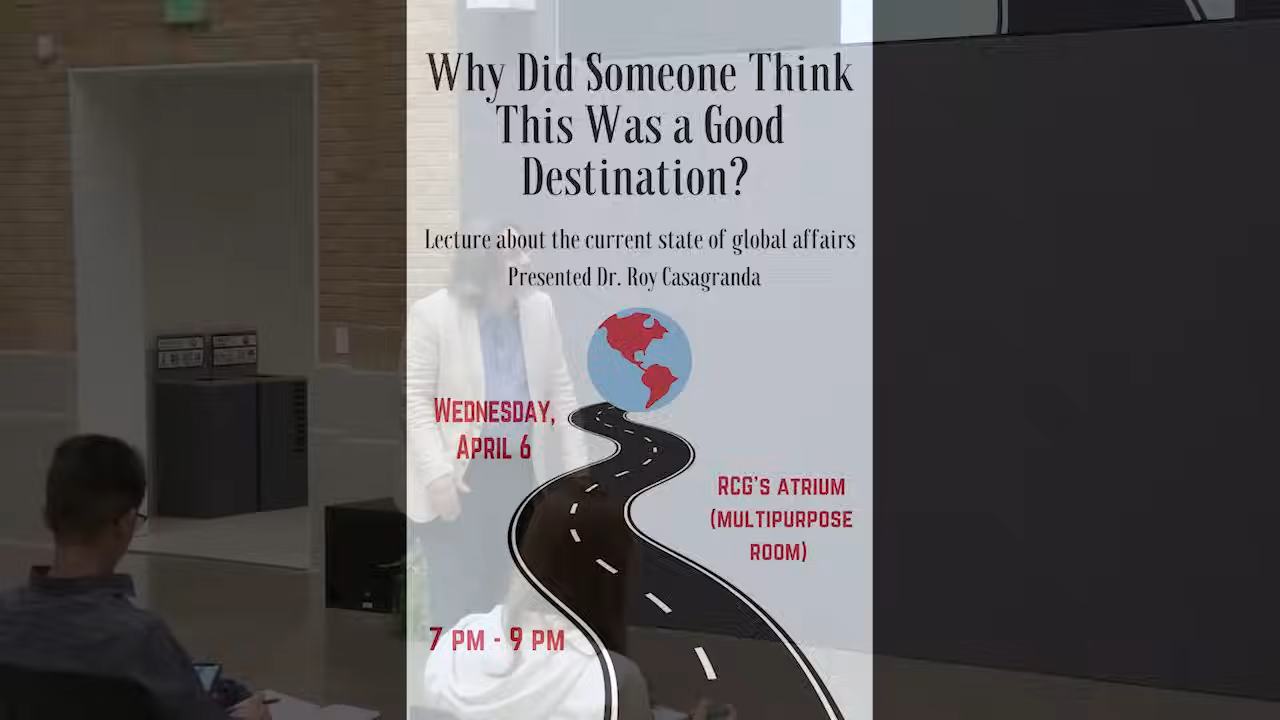 Why Did Someone Think
This Was a Good
Destination?
Lecture about the current state of global affairs
Presented Dr. Roy Casagranda
Wednesday,
April 6
RCG's atrium
(multipurpose
room)
7 pm - 9 pm